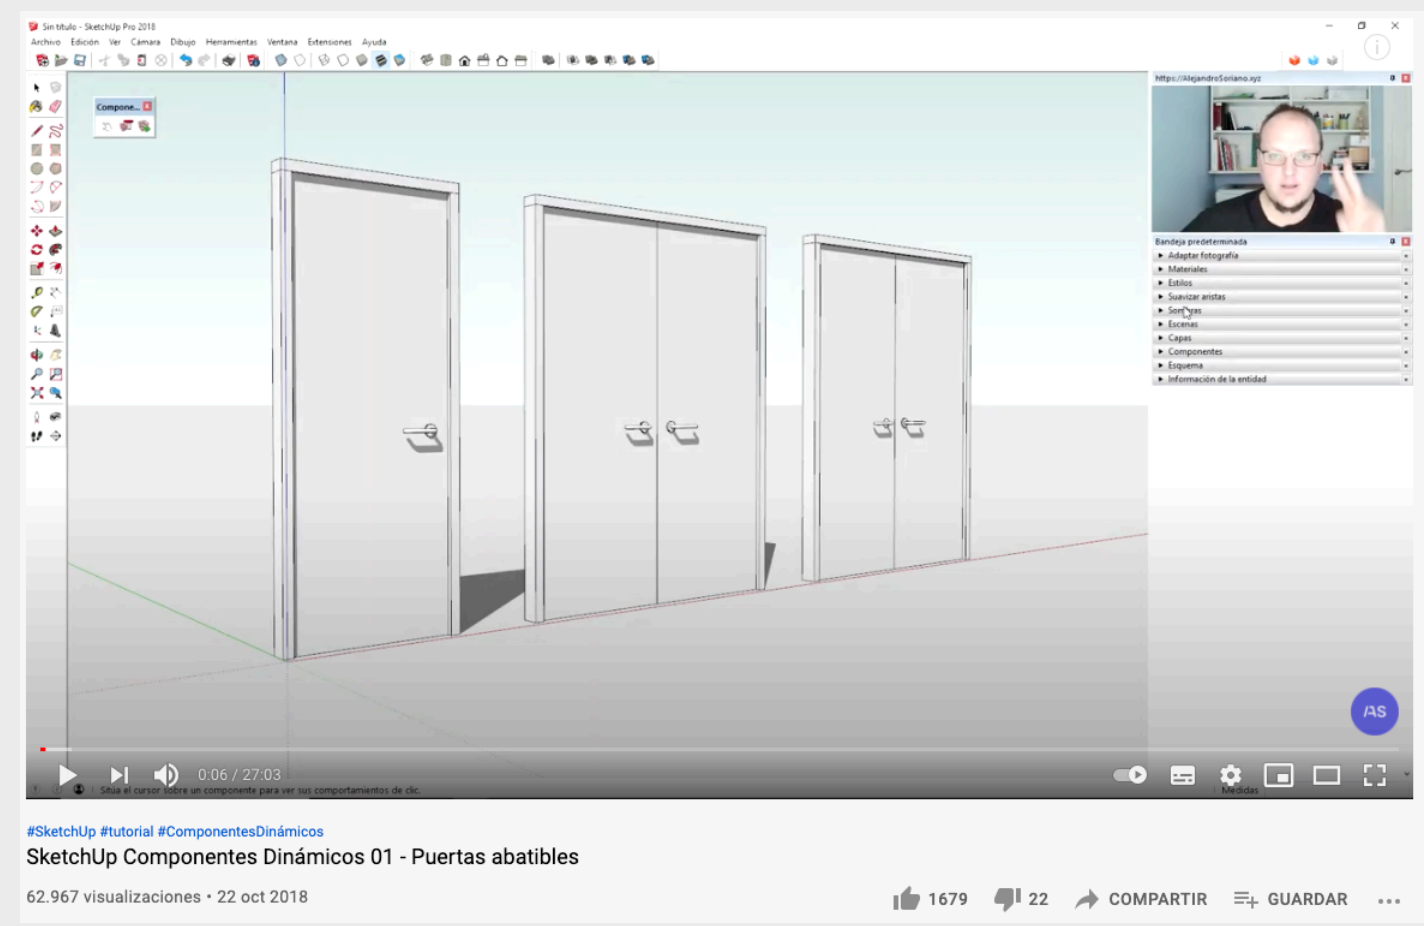 Sin título - SketchUp Pro 2018
Archivo Edición Ver Cámara Dibujo Herramientas Ventana Extensiones Ayuda
https://AlejandroSoriano.xyz
Compone...
Bandeja predeterminada
Adaptar fotografía
Materiales
Estilos
Suavizar aristas
Sombras
Escenas
Capas
Componentes
Esquema
Información de la entidad
AS
0:06 / 27:03
Sitúa el cursor sobre un componente para ver sus comportamientos de clic.
Medidas
#SketchUp #tutorial #ComponentesDinámicos
SketchUp Componentes Dinámicos 01 - Puertas abatibles
62.967 visualizaciones • 22 oct 2018
1679 22 COMPARTIR GUARDAR